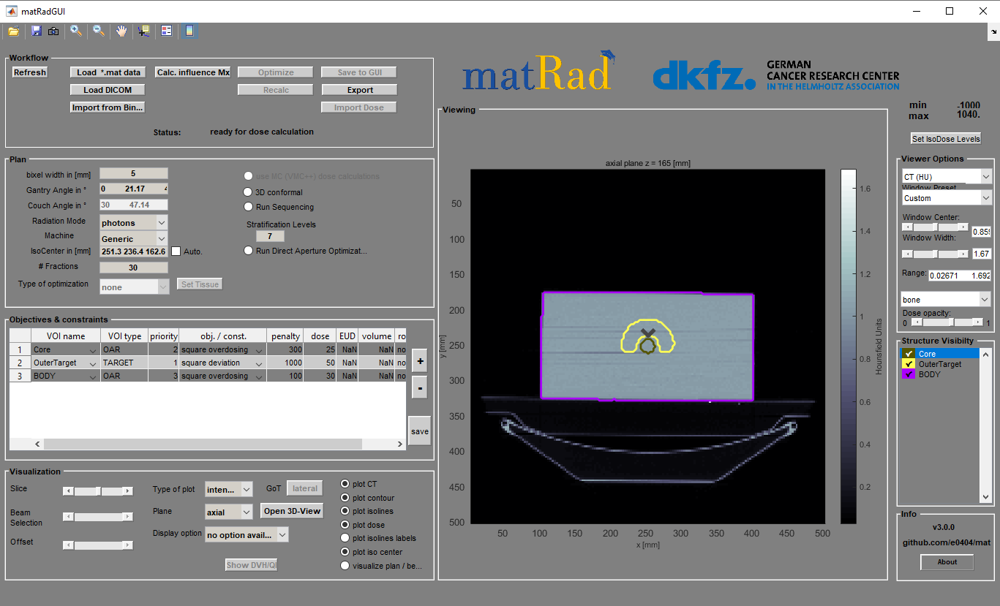 matRadGUI
Workflow
Refresh
Load *.mat data
Calc. influence Mx
Optimize
Save to GUI
Load DICOM
Recalc
Export
Import from Bin...
Import Dose
Status: ready for dose calculation
Plan
bixel width in [mm] 5
Gantry Angle in ° 0 21.17
Couch Angle in ° 30 47.14
Radiation Mode photons
Machine Generic
IsoCenter in [mm] 251.3 236.4 162.6 Auto.
# Fractions 30
Type of optimization none Set Tissue
use MC (VMC++) dose calculations
3D conformal
Run Sequencing
Stratification Levels
7
Run Direct Aperture Optimizat...
Objectives & constraints
VOI name VOI type priority obj. / const. penalty dose EUD volume ro
1 Core OAR 2 square overdosing 300 25 NaN NaN no
2 OuterTarget TARGET 1 square deviation 1000 50 NaN NaN no
3 BODY OAR 3 square overdosing 100 30 NaN NaN no
+
-
save
Visualization
Slice
Beam
Selection
Offset
Type of plot inten... GoT lateral
Plane axial Open 3D-View
Display option no option avail...
Show DVH/QI
plot CT
plot contour
plot isolines
plot dose
plot isolines labels
plot iso center
visualize plan / be...
matRad
dkfz.
GERMAN
CANCER RESEARCH CENTER
IN THE HELMHOLTZ ASSOCIATION
Viewing
axial plane z = 165 [mm]
50
100
150
200
250
300
350
400
450
500
y [mm]
50 100 150 200 250 300 350 400 450 500
x [mm]
1.6
1.4
1.2
1
0.8
0.6
0.4
0.2
Hounsfield Units
min -1000
max 1040.
Set IsoDose Levels
Viewer Options
CT (HU)
Window Preset
Custom
Window Center:
0.859
Window Width:
1.67
Range: 0.02671 1.692
bone
Dose opacity:
0 1
Structure Visibilty
Core
OuterTarget
BODY
Info
v3.0.0
github.com/e0404/mat
About